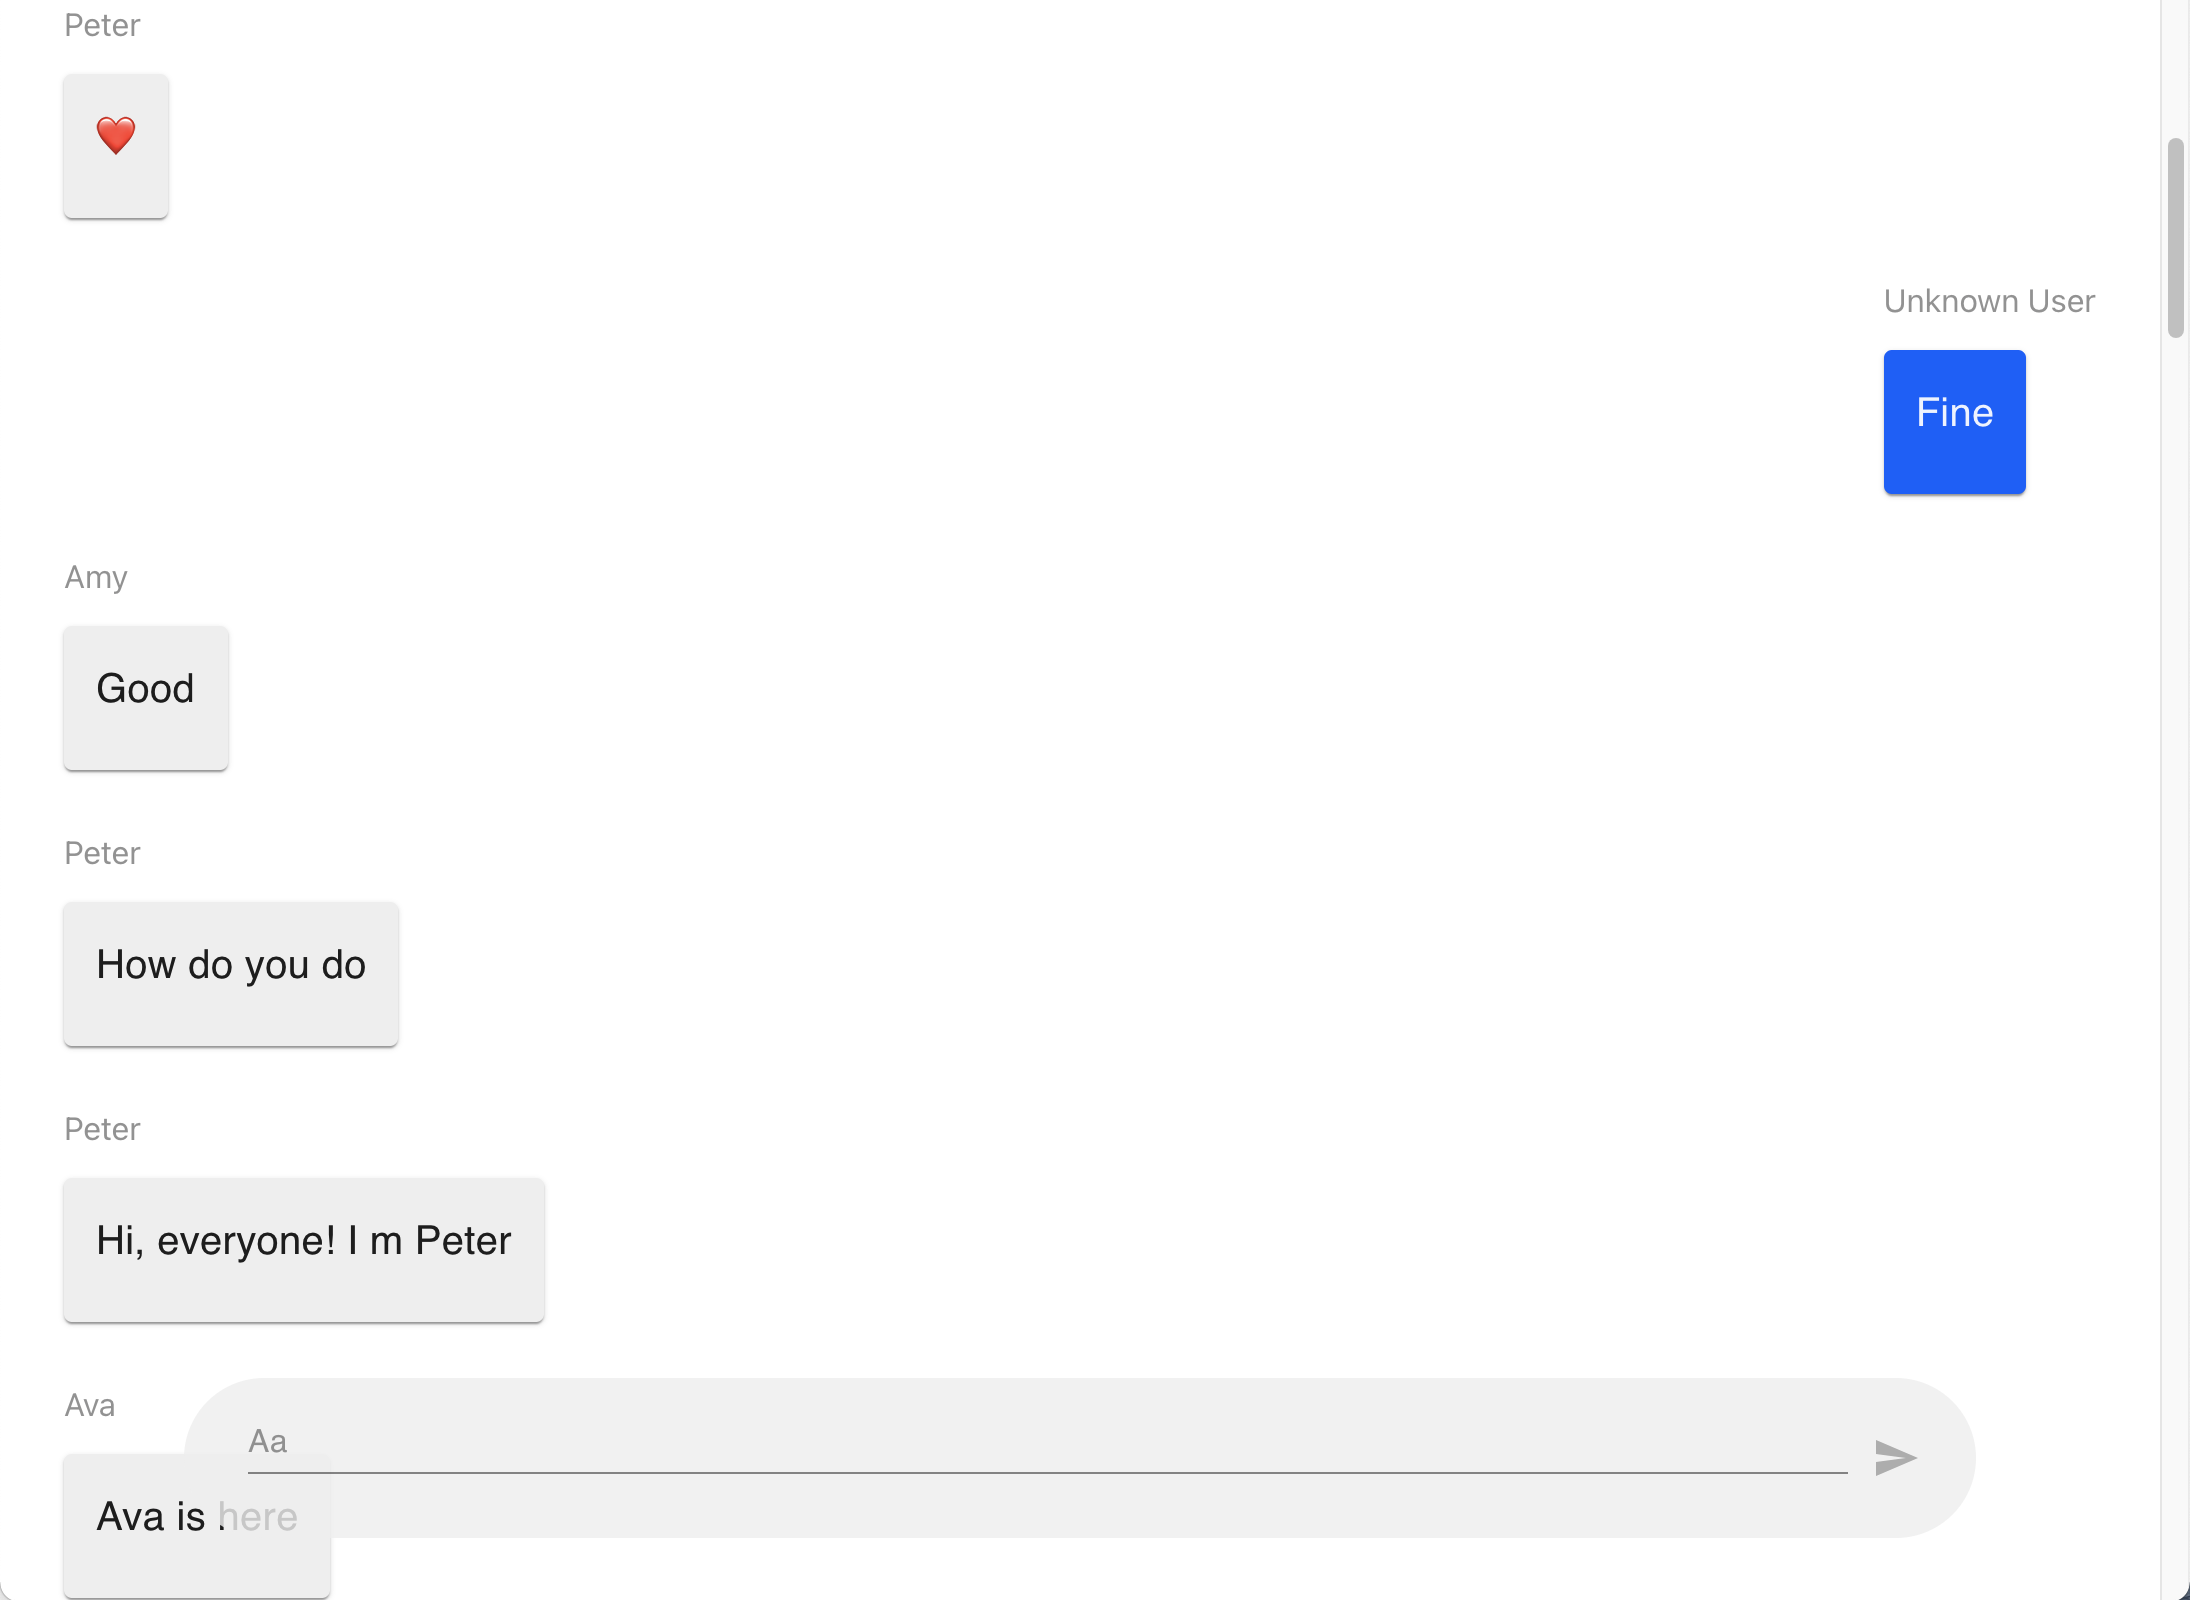 Peter
❤️
Unknown User
Fine
Amy
Good
Peter
How do you do
Peter
Hi, everyone! I m Peter
Ava
Aa
Ava is here